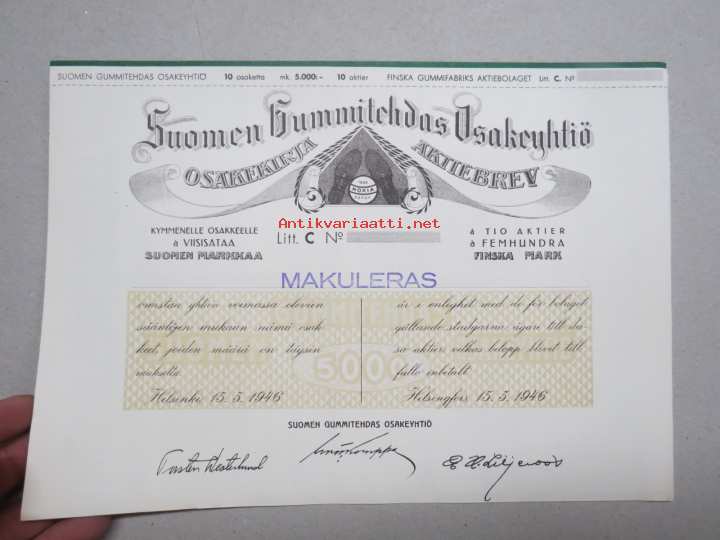 SUOMEN GUMMITEHDAS OSAKEYHTIÖ 10 osaketta mk. 5.000:- 10 aktier FINSKA GUMMIFABRIKS AKTIEBOLAGET Litt. C. Nº
Suomen Gummitehdas Osakeyhtiö
OSAKEKIRJA AKTIEBREV
NOKIA
Antikvariaatti.net
KYMMENELLE OSAKKEELLE
à VIISISATAA
SUOMEN MARKKAA
Litt. C Nº
à TIO AKTIER
à FEMHUNDRA
FINSKA MARK
MAKULERAS
omistaa yhtiön voimassa olevien
sääntöjen mukaan nämä osak-
keet, joiden määrä on täysin
maksettu.
Helsinki 15. 5. 1946
5000
är i enlighet med de för bolaget
gällande stadgarna ägare till des-
sa aktier, vilkas belopp blivit till
fullo inbetalt.
Helsingfors 15. 5. 1946
SUOMEN GUMMITEHDAS OSAKEYHTIÖ
Torsten Westerlund